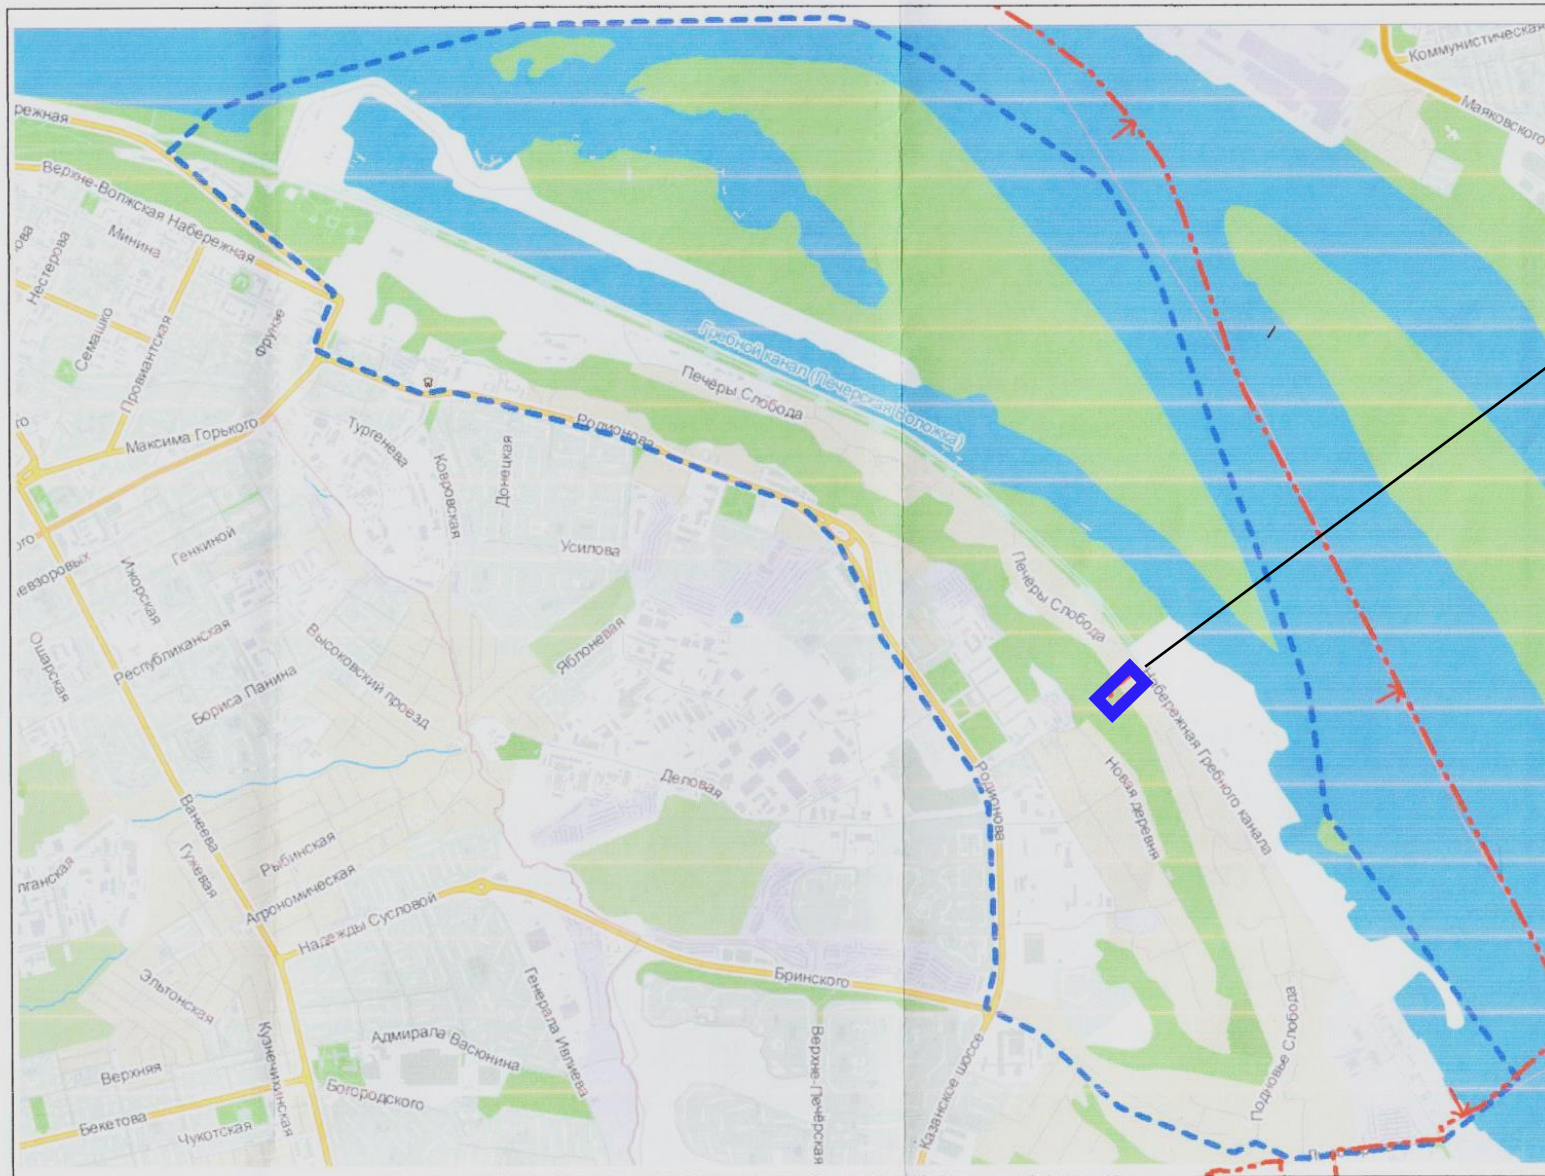 Коммунистическая
Маяковского
режная
Верхне-Волжская Набережная
Минина
Нестерова
Семашко
Провиантская
Фрунзе
Максима Горького
Тургенева
Ковровская
Донецкая
Родионова
Печёры Слобода
Гребной канал (Печерская Воложка)
Генкиной
Ижорская
Усилова
Республиканская
Бориса Панина
Высоковский проезд
Яблоневая
Печёры Слобода
Ошарская
Набережная Гребного канала
Новая деревня
Деловая
Родионова
Ванеева
Гужевая
Рыбинская
Агрономическая
Надежды Сусловой
Бринского
Эльтонская
Кузнечихинская
Генерала Ивлиева
Адмирала Васюнина
Верхняя
Богородского
Бекетова
Чукотская
Верхне-Печёрская
Казанское шоссе
Подновье Слобода